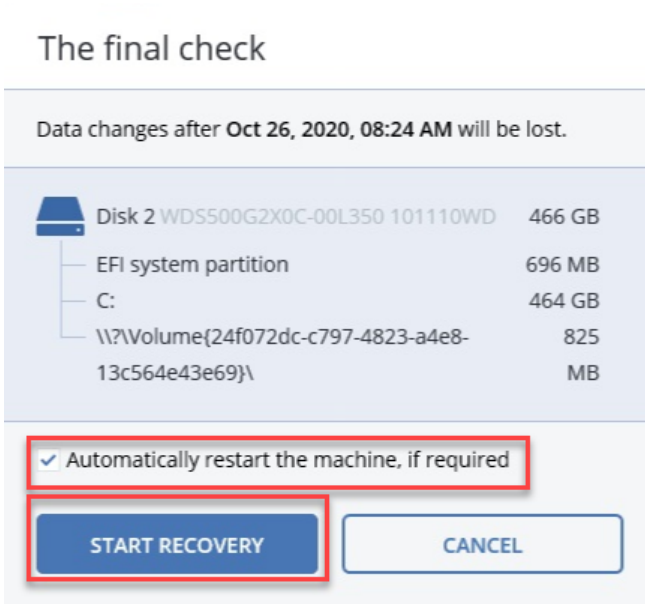 The final check
Data changes after Oct 26, 2020, 08:24 AM will be lost.
Disk 2 WDS500G2X0C-00L350 101110WD 466 GB
EFI system partition 696 MB
C: 464 GB
\\?\Volume{24f072dc-c797-4823-a4e8- 825
13c564e43e69}\ MB
Automatically restart the machine, if required
START RECOVERY CANCEL